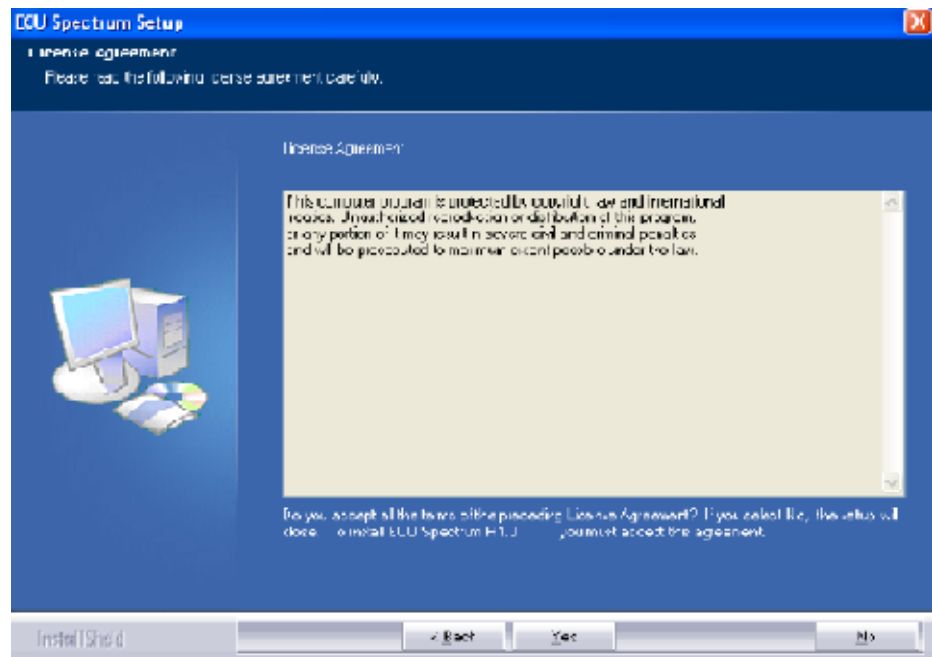 ECU Spectrum Setup
License Agreement
Please read the following license agreement carefully.
License Agreement
This computer program is protected by copyright law and international
treaties. Unauthorized reproduction or distribution of this program,
or any portion of it may result in severe civil and criminal penalties
and will be prosecuted to maximum extent possible under the law.
Do you accept all the terms of the preceding License Agreement? If you select No, the setup will
close. To install ECU Spectrum you must accept this agreement.
InstallShield
< Back
Yes
No